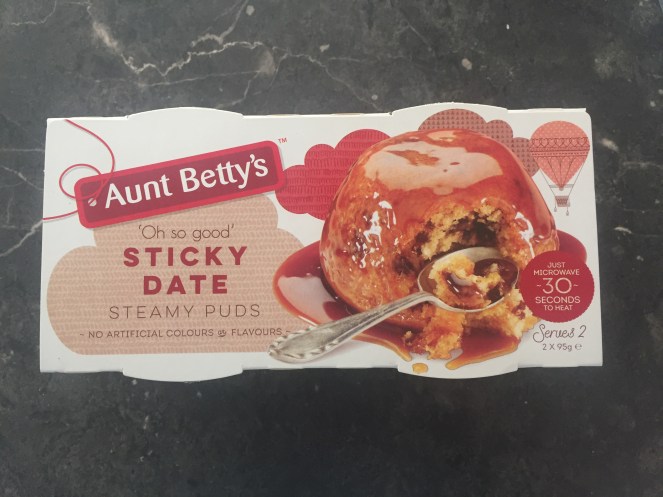 Aunt Betty's™
'Oh so good'
STICKY
DATE
STEAMY PUDS
- NO ARTIFICIAL COLOURS & FLAVOURS -
JUST
MICROWAVE
-30-
SECONDS
TO HEAT
Serves 2
2 X 95g ℮